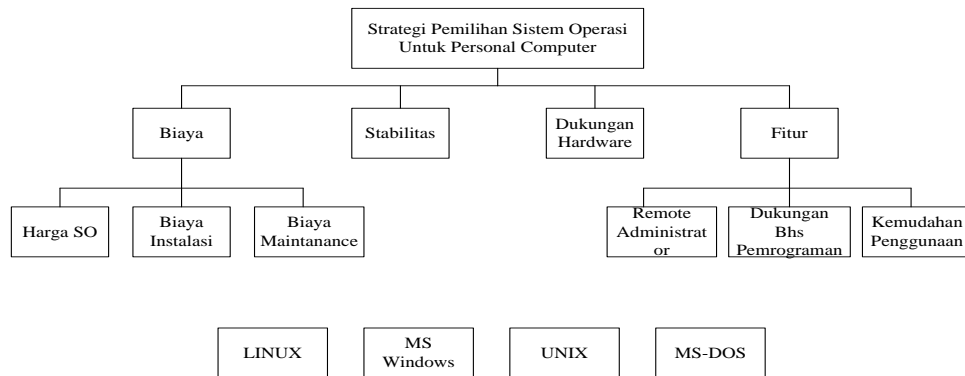 Strategi Pemilihan Sistem Operasi
Untuk Personal Computer
Biaya
Stabilitas
Dukungan
Hardware
Fitur
Harga SO
Biaya
Instalasi
Biaya
Maintanance
Remote
Administrat
or
Dukungan
Bhs
Pemrograman
Kemudahan
Penggunaan
LINUX
MS
Windows
UNIX
MS-DOS